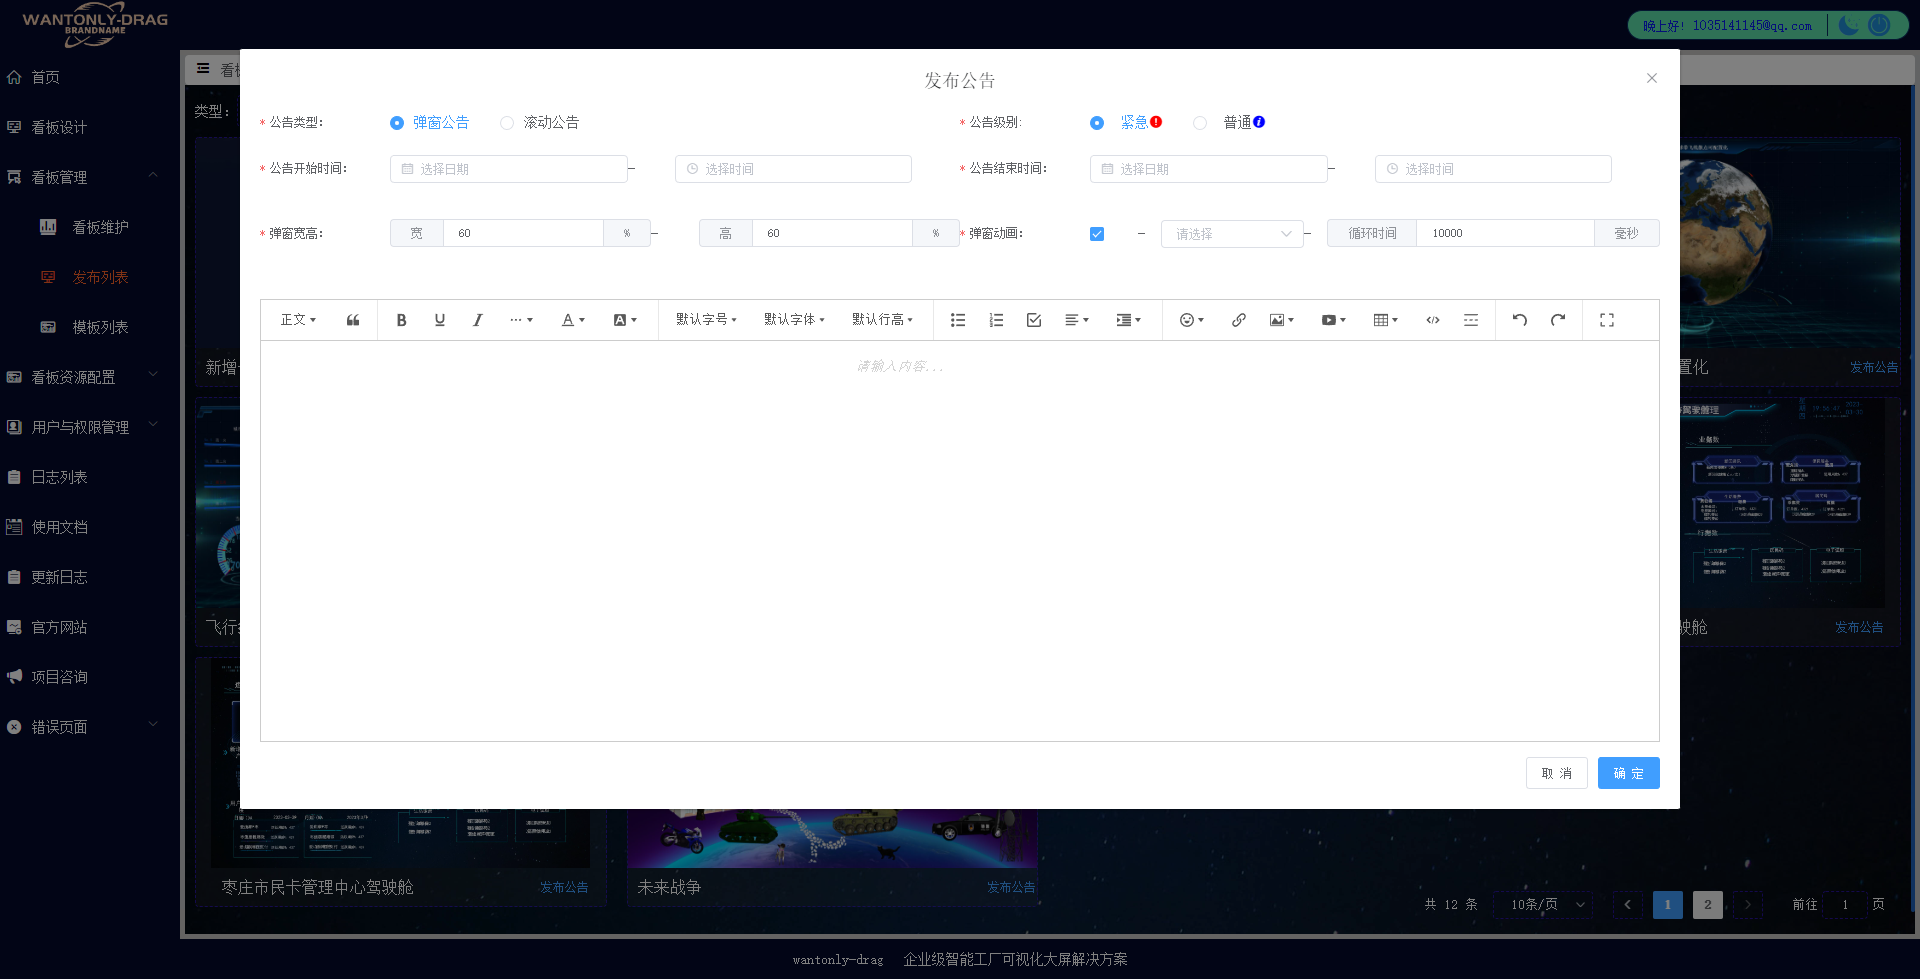 WANTONLY-DRAG
BRANDNAME
晚上好! 1035141145@qq.com
首页
看板设计
看板管理
看板维护
发布列表
模板列表
看板资源配置
用户与权限管理
日志列表
使用文档
更新日志
官方网站
项目咨询
错误页面
类型:
发布公告
* 公告类型: 弹窗公告 滚动公告
* 公告级别: 紧急 普通
* 公告开始时间: 选择日期 – 选择时间
* 公告结束时间: 选择日期 – 选择时间
* 弹窗宽高: 宽 60 % – 高 60 %
* 弹窗动画: – 请选择 – 循环时间 10000 毫秒
正文 B U I ... A A 默认字号 默认字体 默认行高
请输入内容...
取 消 确 定
新增
置化 发布公告
飞行
驶舱 发布公告
枣庄市民卡管理中心驾驶舱 发布公告
未来战争 发布公告
共 12 条 10条/页 1 2 前往 1 页
wantonly-drag 企业级智能工厂可视化大屏解决方案